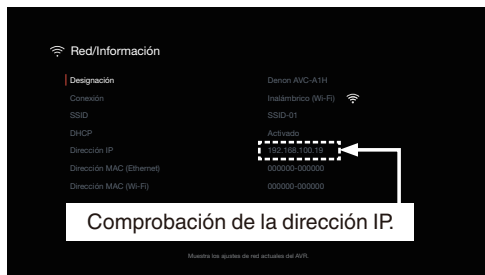 Red/Información
Designación Denon AVC-A1H
Conexión Inalámbrico (Wi-Fi)
SSID SSID-01
DHCP Activado
Dirección IP 192.168.100.19
Dirección MAC (Ethernet) 000000-000000
Dirección MAC (Wi-Fi) 000000-000000
Comprobación de la dirección IP.
Muestra los ajustes de red actuales del AVR.